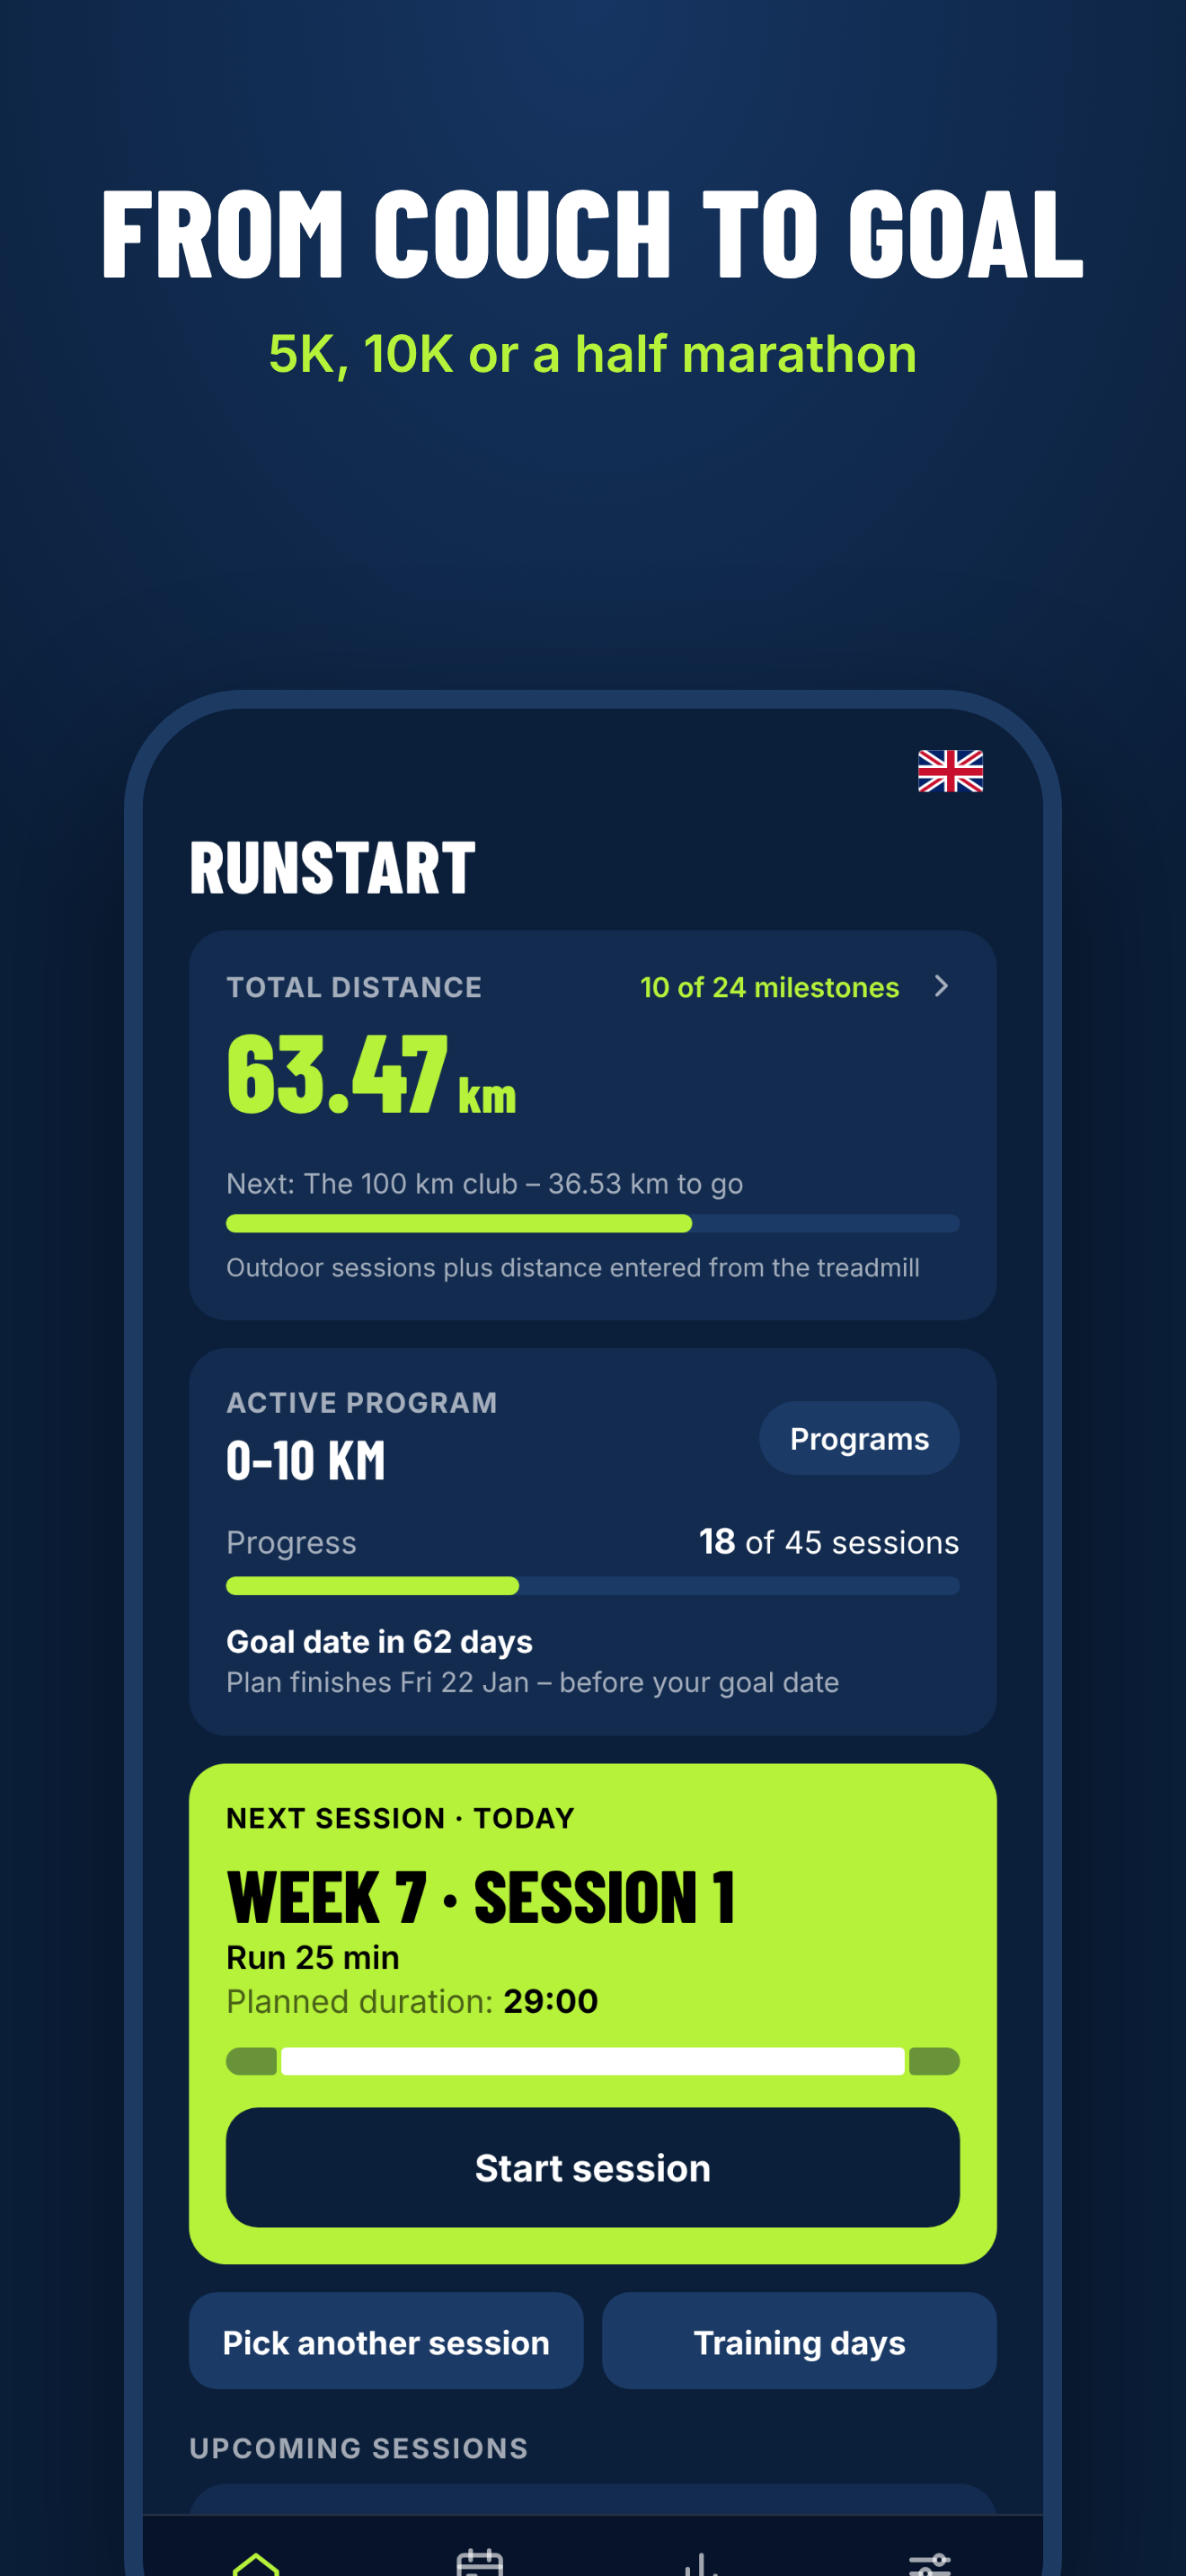 FROM COUCH TO GOAL
5K, 10K or a half marathon
RUNSTART
TOTAL DISTANCE
10 of 24 milestones
63.47 km
Next: The 100 km club – 36.53 km to go
Outdoor sessions plus distance entered from the treadmill
ACTIVE PROGRAM
0–10 KM
Programs
Progress
18 of 45 sessions
Goal date in 62 days
Plan finishes Fri 22 Jan – before your goal date
NEXT SESSION · TODAY
WEEK 7 · SESSION 1
Run 25 min
Planned duration: 29:00
Start session
Pick another session
Training days
UPCOMING SESSIONS